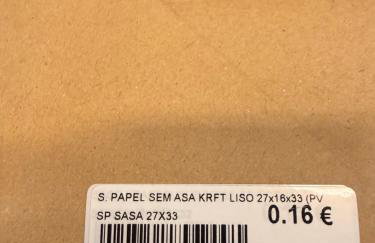 S. PAPEL SEM ASA KRFT LISO 27x16x33 (PV
SP SASA 27X33
0.16 €